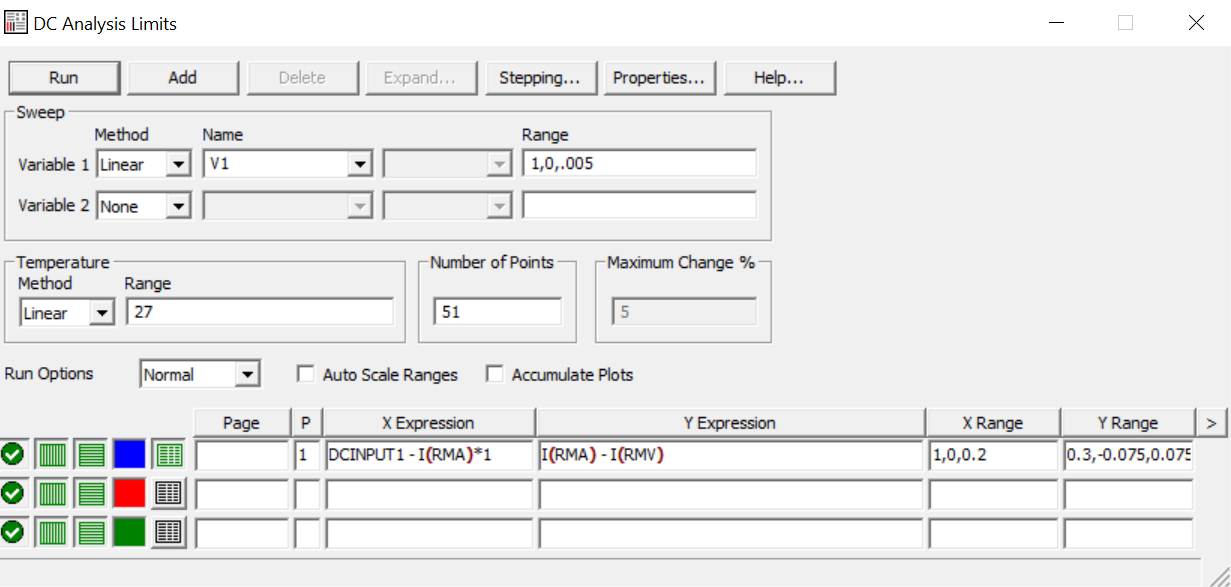 DC Analysis Limits
Run Add Delete Expand... Stepping... Properties... Help...
Sweep
Method Name Range
Variable 1 Linear V1 1,0,.005
Variable 2 None
Temperature Number of Points Maximum Change %
Method Range
Linear 27 51 5
Run Options Normal Auto Scale Ranges Accumulate Plots
Page P X Expression Y Expression X Range Y Range >
1 DCINPUT1 - I(RMA)*1 I(RMA) - I(RMV) 1,0,0.2 0.3,-0.075,0.075